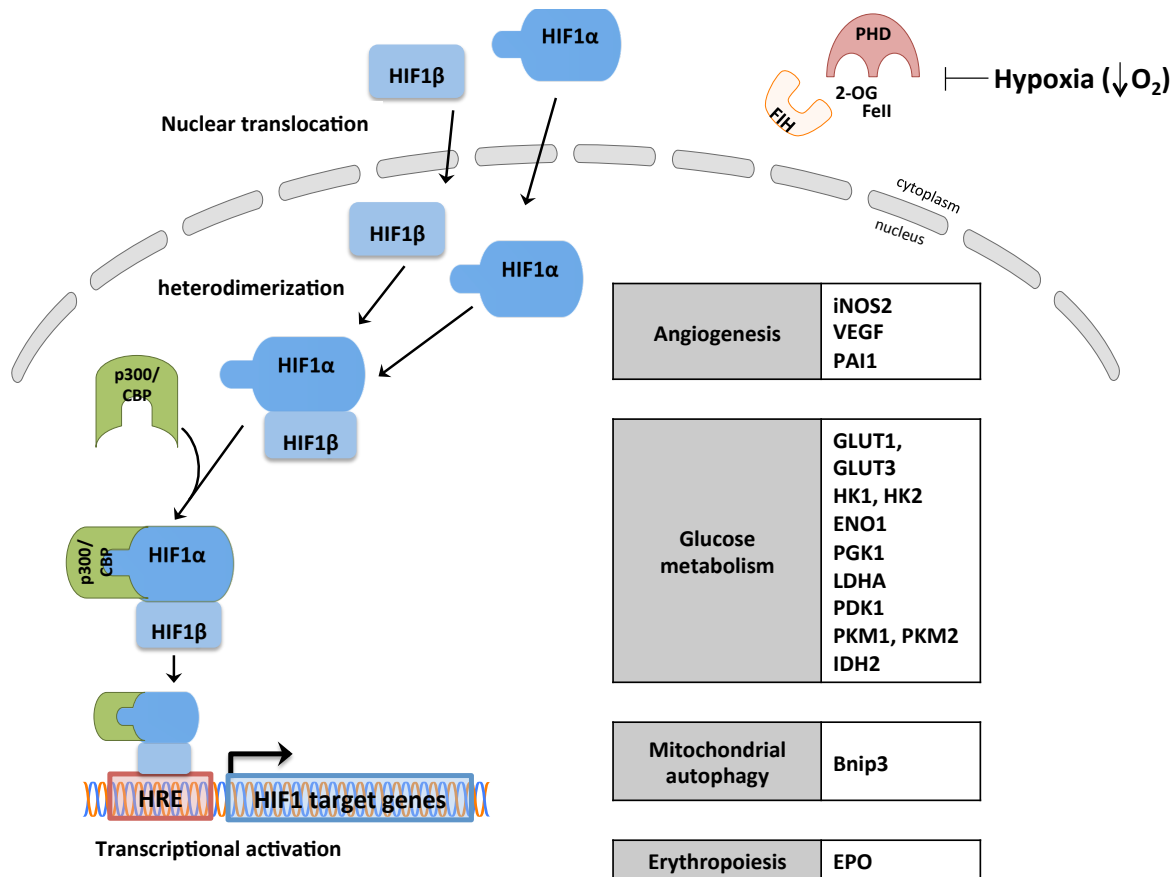 HIF1α
HIF1β
PHD
2-OG
FeII
FIH
Hypoxia (↓O2)
Nuclear translocation
cytoplasm
nucleus
HIF1β
HIF1α
heterodimerization
HIF1α
HIF1β
p300/
CBP
p300/
CBP
HIF1α
HIF1β
HRE
HIF1 target genes
Transcriptional activation
Angiogenesis
iNOS2
VEGF
PAI1
Glucose
metabolism
GLUT1,
GLUT3
HK1, HK2
ENO1
PGK1
LDHA
PDK1
PKM1, PKM2
IDH2
Mitochondrial
autophagy
Bnip3
Erythropoiesis
EPO